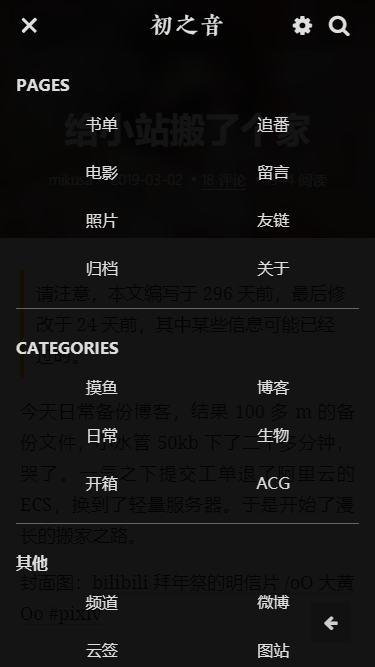 初之音
PAGES
书单 追番
给小站搬了个家
电影 留言
mikusa 2019-03-02 • 18 评论 阅读
照片 友链
归档 关于
请注意，本文编写于 296 天前，最后修
改于 24 天前，其中某些信息可能已经
CATEGORIES
摸鱼 博客
今天日常备份博客，结果 100 多 m 的备
日常 生物
份文件，小水管 50kb 下了二十多分钟，
哭了。一气之下提交工单退了阿里云的
开箱 ACG
ECS，换到了轻量服务器。于是开始了漫
长的搬家之路。
其他
封面图：bilibili 拜年祭的明信片 /oO 大黄
频道 微博
Oo #pixiv
云签 图站